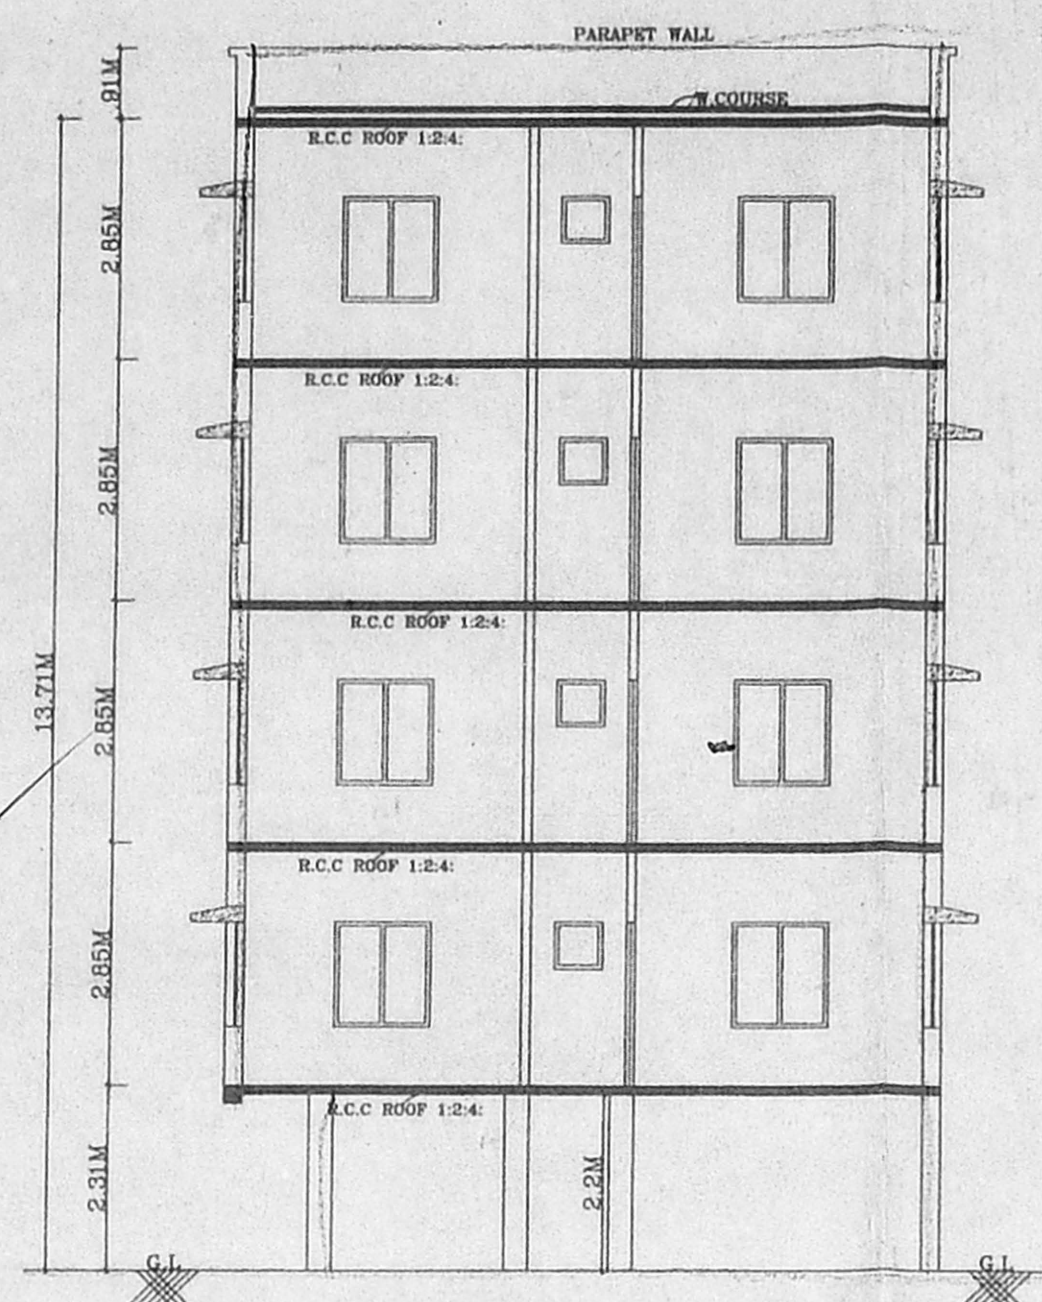 PARAPET WALL
.91M
W.COURSE
R.C.C ROOF 1:2:4:
2.85M
R.C.C ROOF 1:2:4:
2.85M
R.C.C ROOF 1:2:4:
13.71M
2.85M
R.C.C ROOF 1:2:4:
2.85M
R.C.C ROOF 1:2:4:
2.31M
2.2M
G.L
G.L